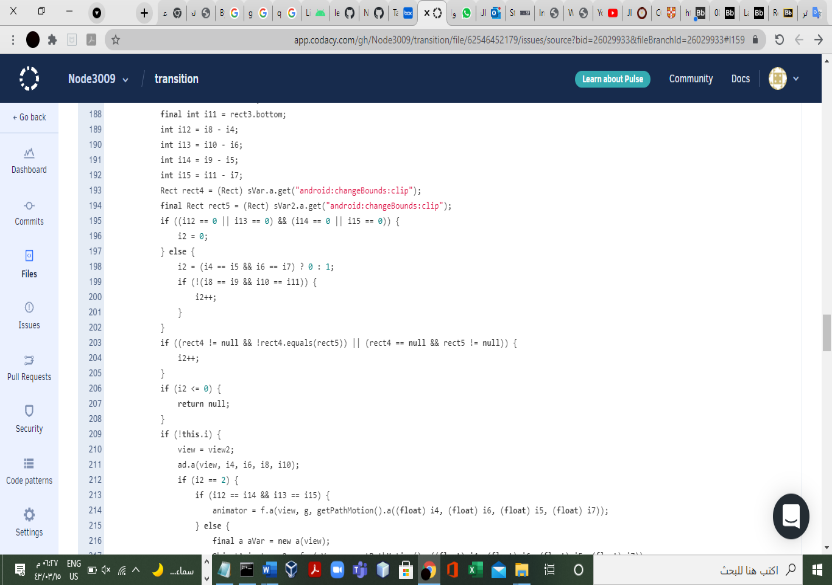 app.codacy.com/gh/Node3009/transition/file/62546452179/issues/source?bid=26029933&fileBranchId=26029933#l159
Node3009
transition
Learn about Pulse
Community
Docs
Go back
Dashboard
Commits
Files
Issues
Pull Requests
Security
Code patterns
Settings
188 final int i11 = rect3.bottom;
189 int i12 = i8 - i4;
190 int i13 = i10 - i6;
191 int i14 = i9 - i5;
192 int i15 = i11 - i7;
193 Rect rect4 = (Rect) sVar.a.get("android:changeBounds:clip");
194 final Rect rect5 = (Rect) sVar2.a.get("android:changeBounds:clip");
195 if ((i12 == 0 || i13 == 0) && (i14 == 0 || i15 == 0)) {
196 i2 = 0;
197 } else {
198 i2 = (i4 == i5 && i6 == i7) ? 0 : 1;
199 if (!(i8 == i9 && i10 == i11)) {
200 i2++;
201 }
202 }
203 if ((rect4 != null && !rect4.equals(rect5)) || (rect4 == null && rect5 != null)) {
204 i2++;
205 }
206 if (i2 <= 0) {
207 return null;
208 }
209 if (!this.i) {
210 view = view2;
211 ad.a(view, i4, i6, i8, i10);
212 if (i2 == 2) {
213 if (i12 == i14 && i13 == i15) {
214 animator = f.a(view, g, getPathMotion().a((float) i4, (float) i6, (float) i5, (float) i7));
215 } else {
216 final a aVar = new a(view);
ENG
US
سماء...
اكتب هنا للبحث